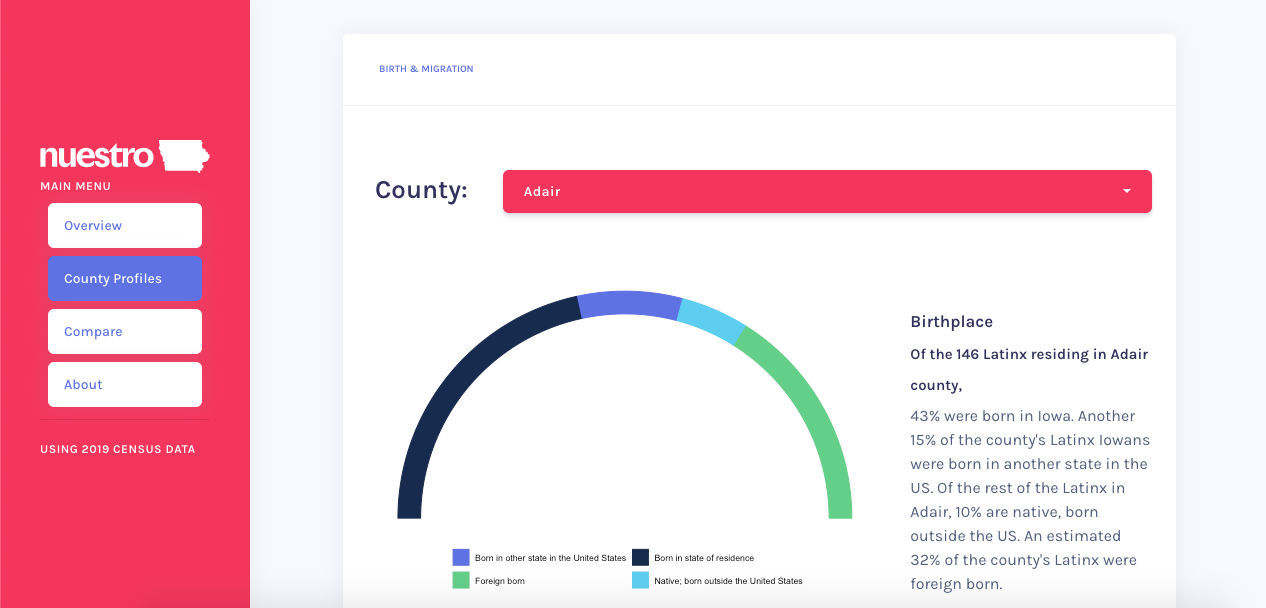 nuestro
MAIN MENU
Overview
County Profiles
Compare
About
USING 2019 CENSUS DATA
BIRTH & MIGRATION
County:
Adair
Born in other state in the United States
Born in state of residence
Foreign born
Native; born outside the United States
Birthplace
Of the 146 Latinx residing in Adair
county,
43% were born in Iowa. Another
15% of the county's Latinx Iowans
were born in another state in the
US. Of the rest of the Latinx in
Adair, 10% are native, born
outside the US. An estimated
32% of the county's Latinx were
foreign born.